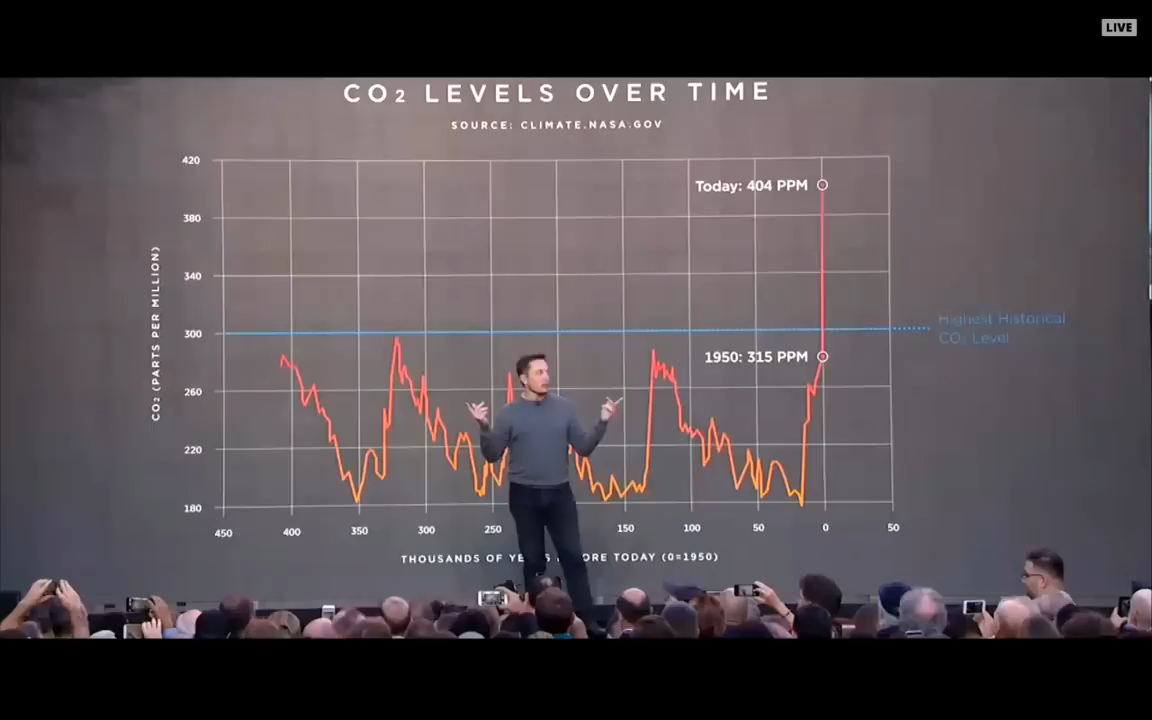 LIVE
CO2 LEVELS OVER TIME
SOURCE: CLIMATE.NASA.GOV
420
Today: 404 PPM
380
340
300
Highest Historical
CO2 Level
1950: 315 PPM
260
220
180
CO2 (PARTS PER MILLION)
450 400 350 300 250 150 100 50 0 50
THOUSANDS OF YE ORE TODAY (0=1950)